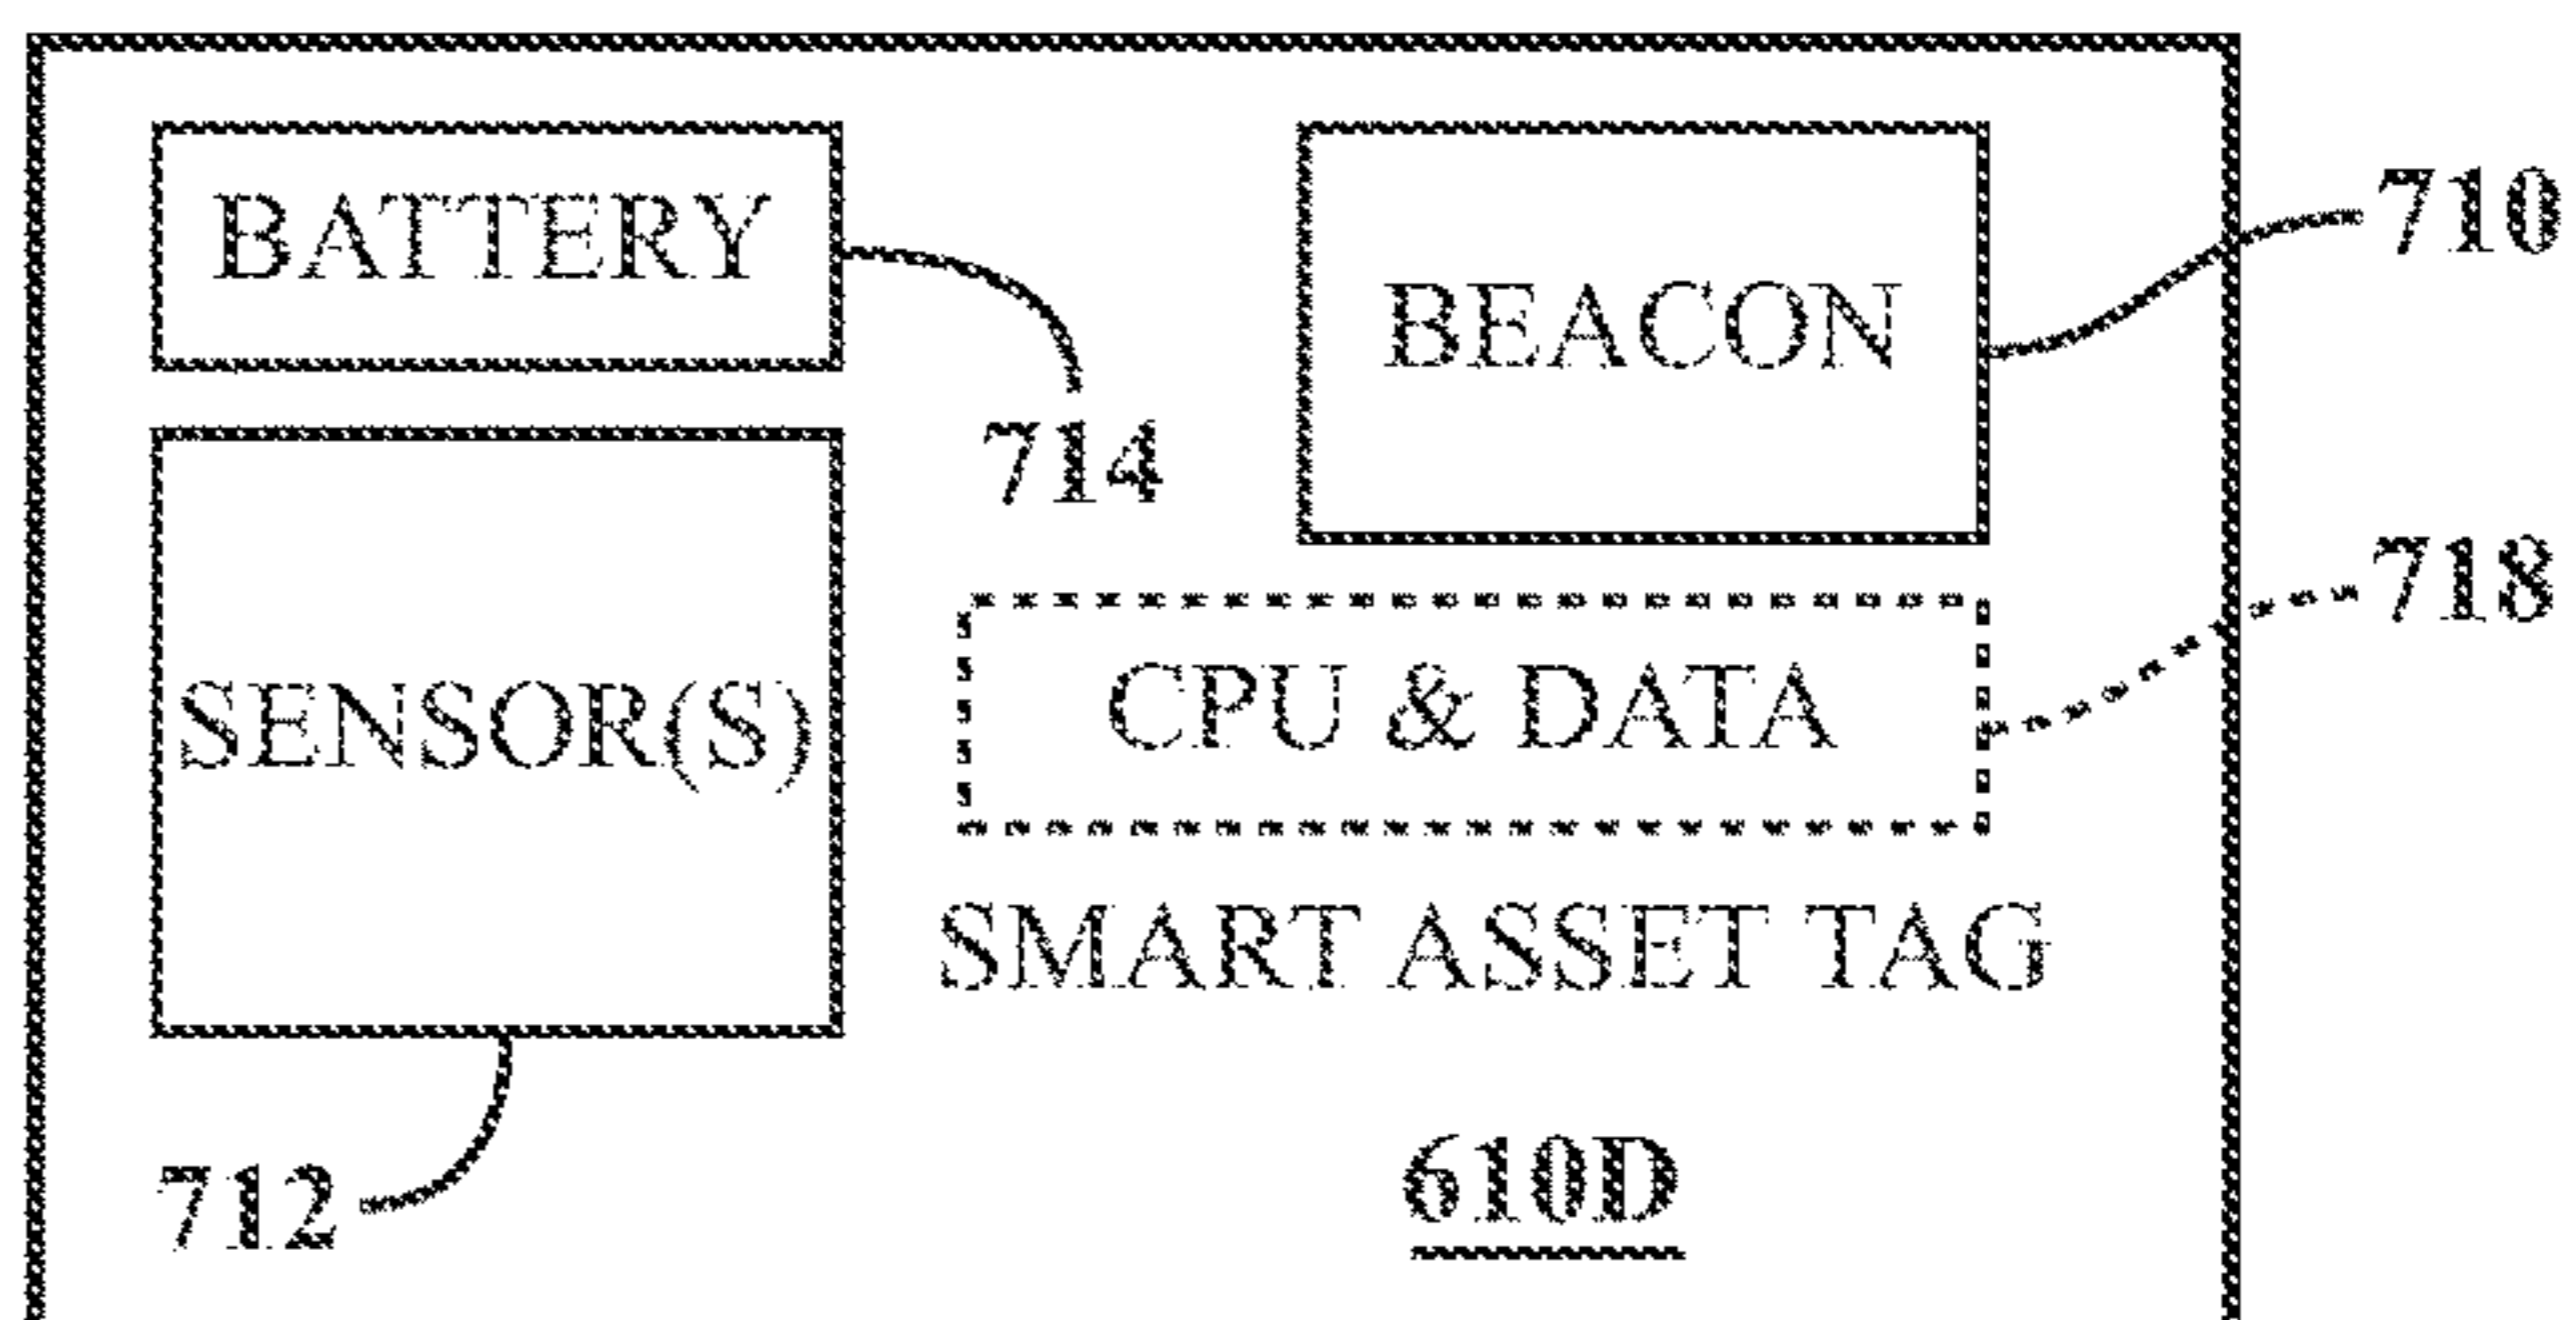 BATTERY
BEACON
710
714
718
SENSOR(S)
CPU & DATA
SMART ASSET TAG
712
610D